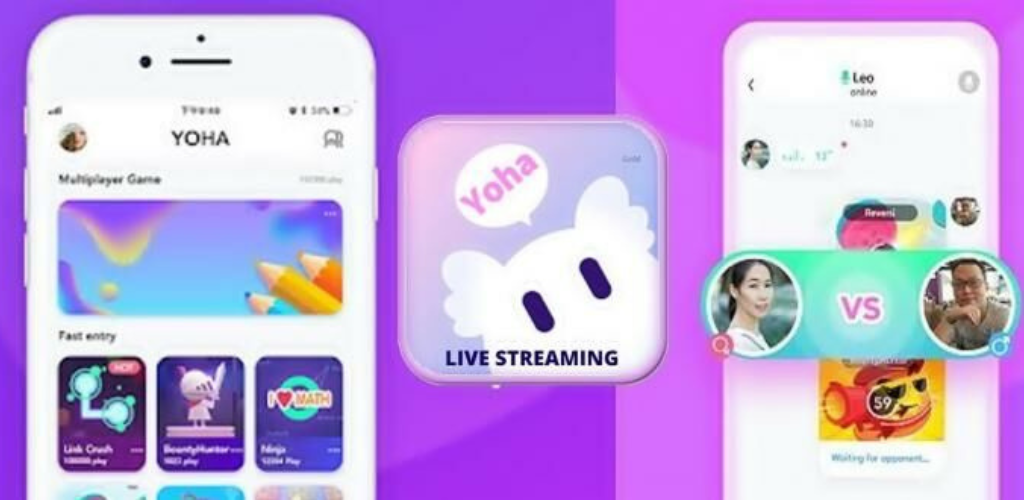 YOHA
Multiplayer Game
Fast entry
HOT
Link Crush
BountyHunter
Ninja
I ❤ MATH
Yoha
LIVE STREAMING
Leo
online
16:30
Reversi
VS
59
Waiting for opponent...